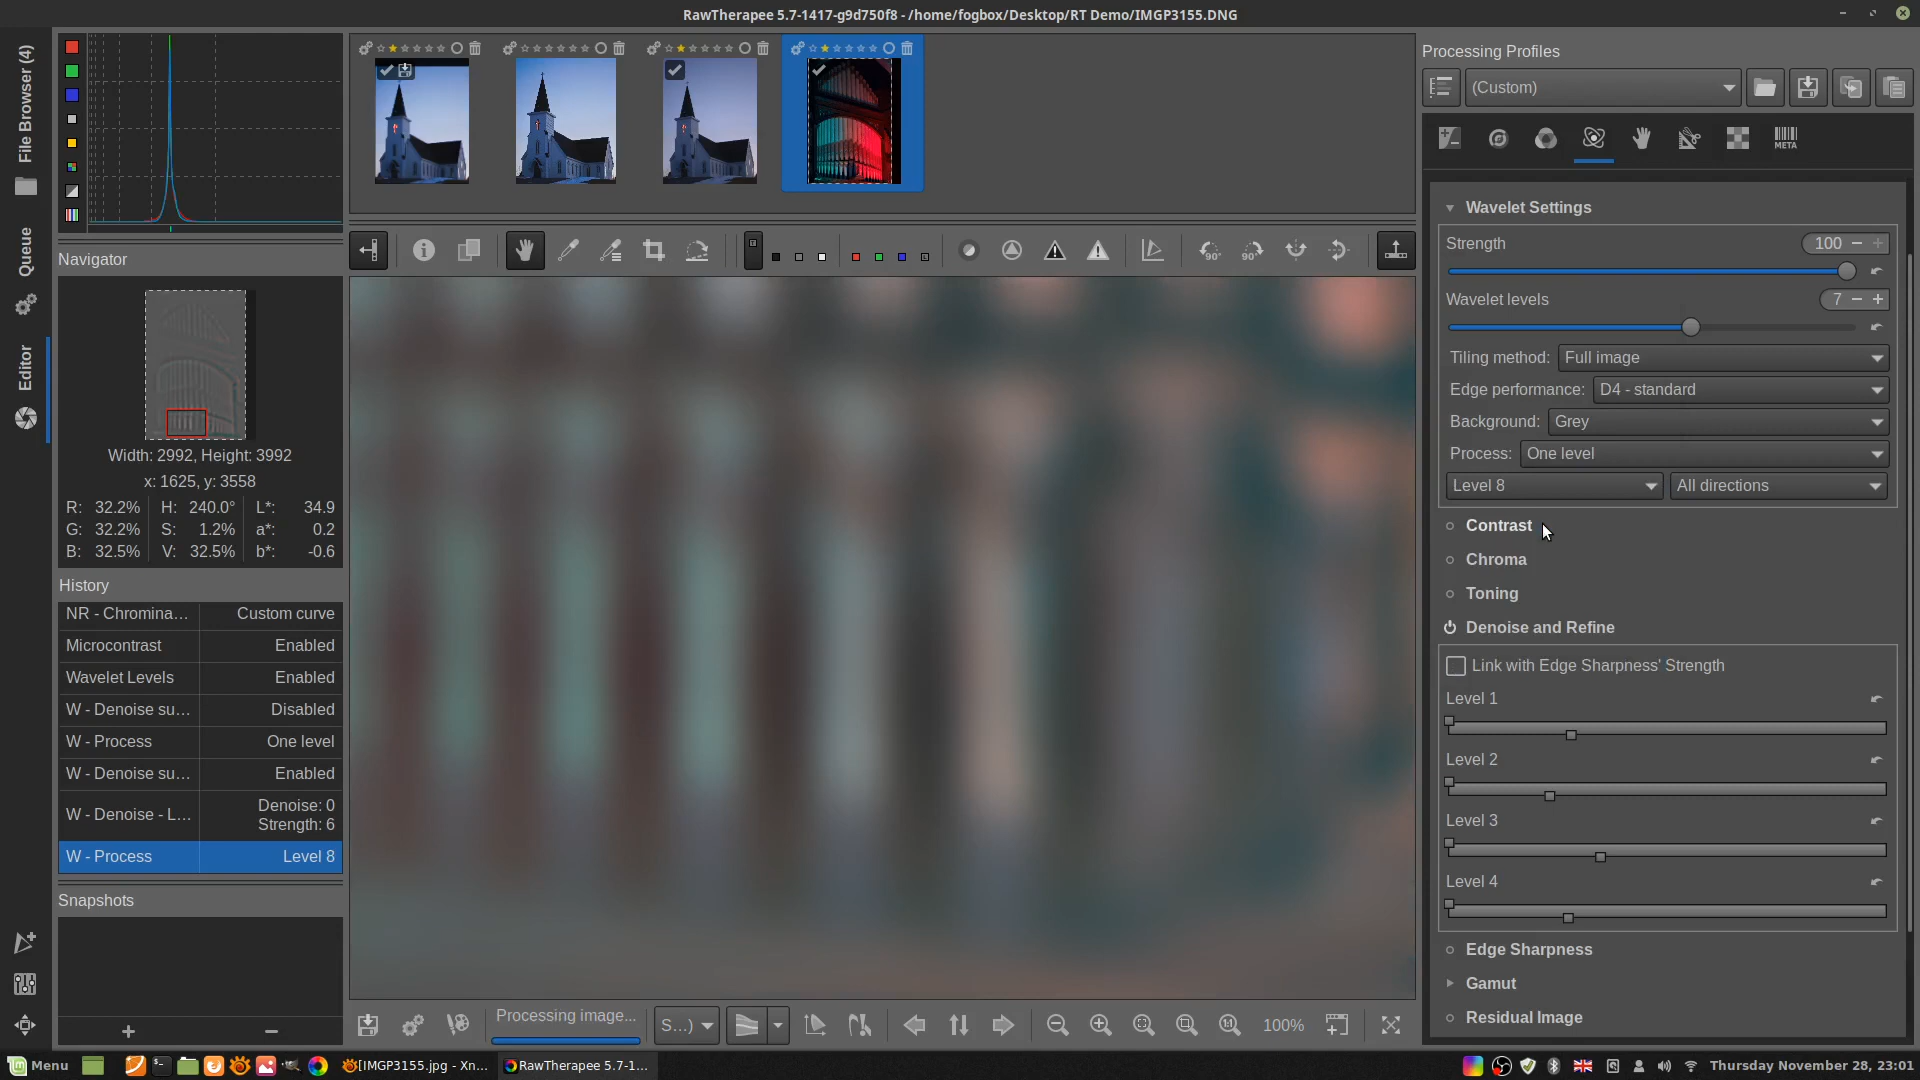 RawTherapee 5.7-1417-g9d750f8 - /home/fogbox/Desktop/RT Demo/IMGP3155.DNG
File Browser (4)
Queue
Editor
Navigator
Width: 2992, Height: 3992
x: 1625, y: 3558
R: 32.2% H: 240.0° L*: 34.9
G: 32.2% S: 1.2% a*: 0.2
B: 32.5% V: 32.5% b*: -0.6
History
NR - Chromina... Custom curve
Microcontrast Enabled
Wavelet Levels Enabled
W - Denoise su... Disabled
W - Process One level
W - Denoise su... Enabled
W - Denoise - L... Denoise: 0
Strength: 6
W - Process Level 8
Snapshots
Processing image...
S...)
100%
Processing Profiles
(Custom)
META
Wavelet Settings
Strength 100
Wavelet levels 7
Tiling method: Full image
Edge performance: D4 - standard
Background: Grey
Process: One level
Level 8 All directions
Contrast
Chroma
Toning
Denoise and Refine
Link with Edge Sharpness' Strength
Level 1
Level 2
Level 3
Level 4
Edge Sharpness
Gamut
Residual Image
Menu [IMGP3155.jpg - Xn... RawTherapee 5.7-1... Thursday November 28, 23:01